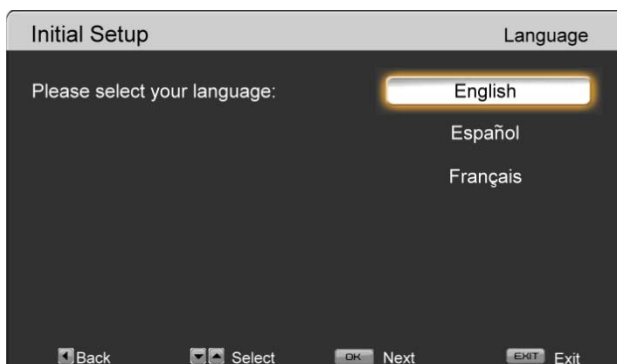 Initial Setup Language
Please select your language: English
Español
Français
Back Select OK Next EXIT Exit